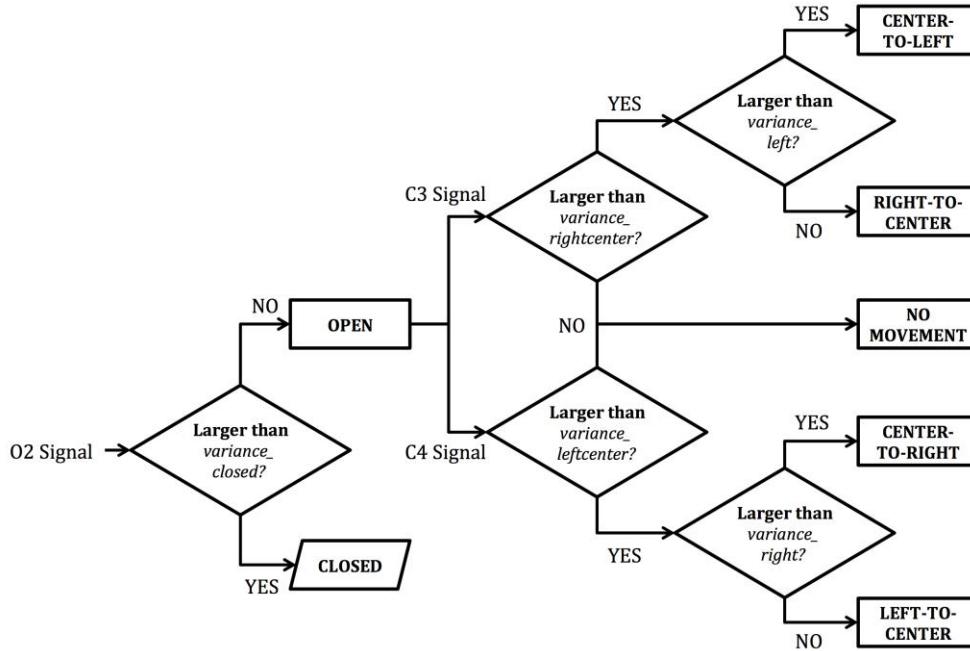 YES
CENTER-
TO-LEFT
Larger than
variance_
left?
YES
C3 Signal
Larger than
variance_
rightcenter?
NO
RIGHT-TO-
CENTER
NO
OPEN
NO
NO
MOVEMENT
O2 Signal
Larger than
variance_
closed?
YES
CLOSED
C4 Signal
Larger than
variance_
leftcenter?
YES
YES
CENTER-
TO-RIGHT
Larger than
variance_
right?
NO
LEFT-TO-
CENTER